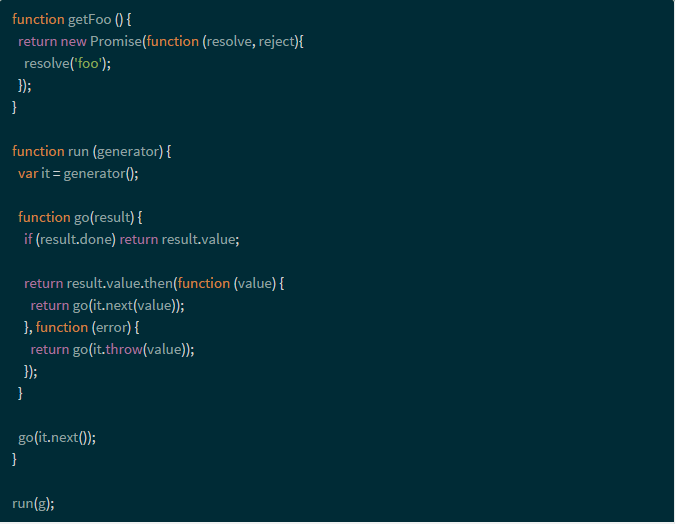 function getFoo () {
return new Promise(function (resolve, reject){
resolve('foo');
});
}
function run (generator) {
var it = generator();
function go(result) {
if (result.done) return result.value;
return result.value.then(function (value) {
return go(it.next(value));
}, function (error) {
return go(it.throw(value));
});
}
go(it.next());
}
run(g);